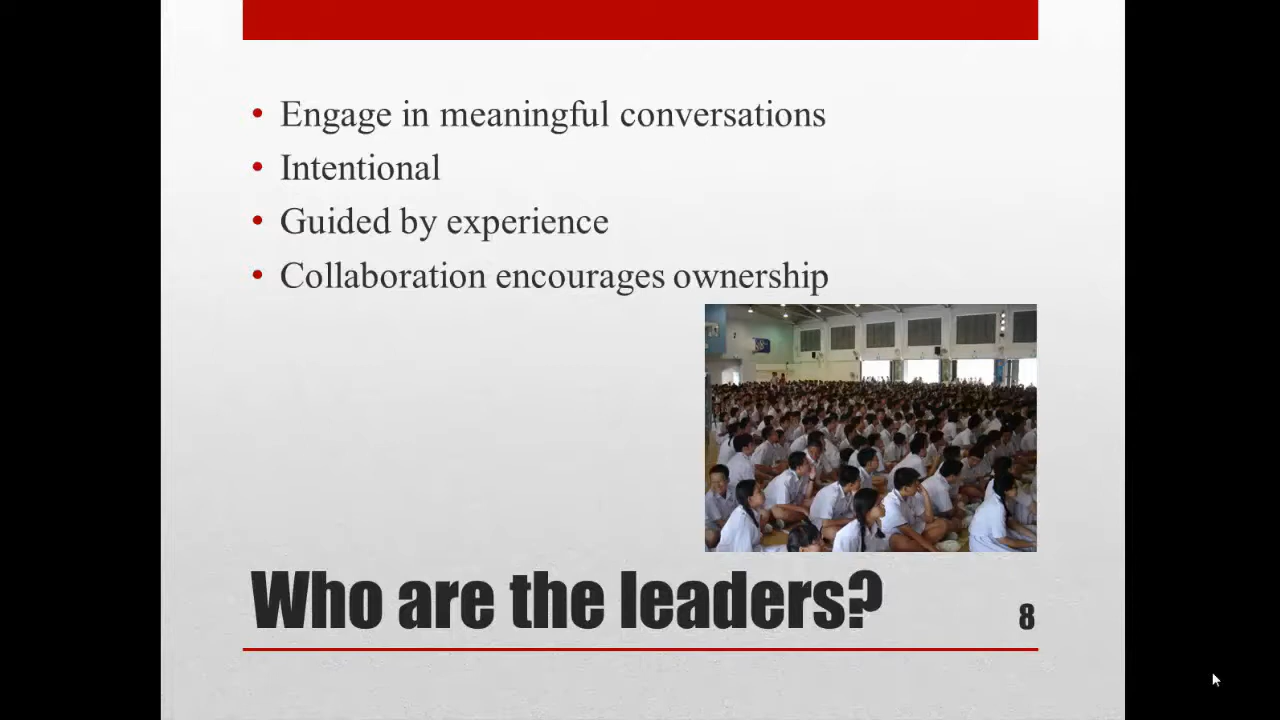 • Engage in meaningful conversations
• Intentional
• Guided by experience
• Collaboration encourages ownership
Who are the leaders?
8